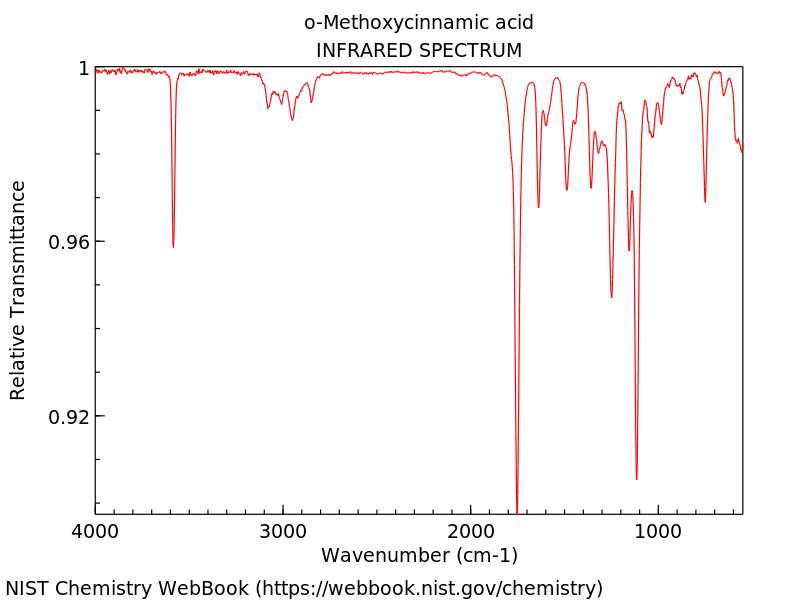 o-Methoxycinnamic acid
INFRARED SPECTRUM
1
0.96
0.92
Relative Transmittance
4000 3000 2000 1000
Wavenumber (cm-1)
NIST Chemistry WebBook (https://webbook.nist.gov/chemistry)